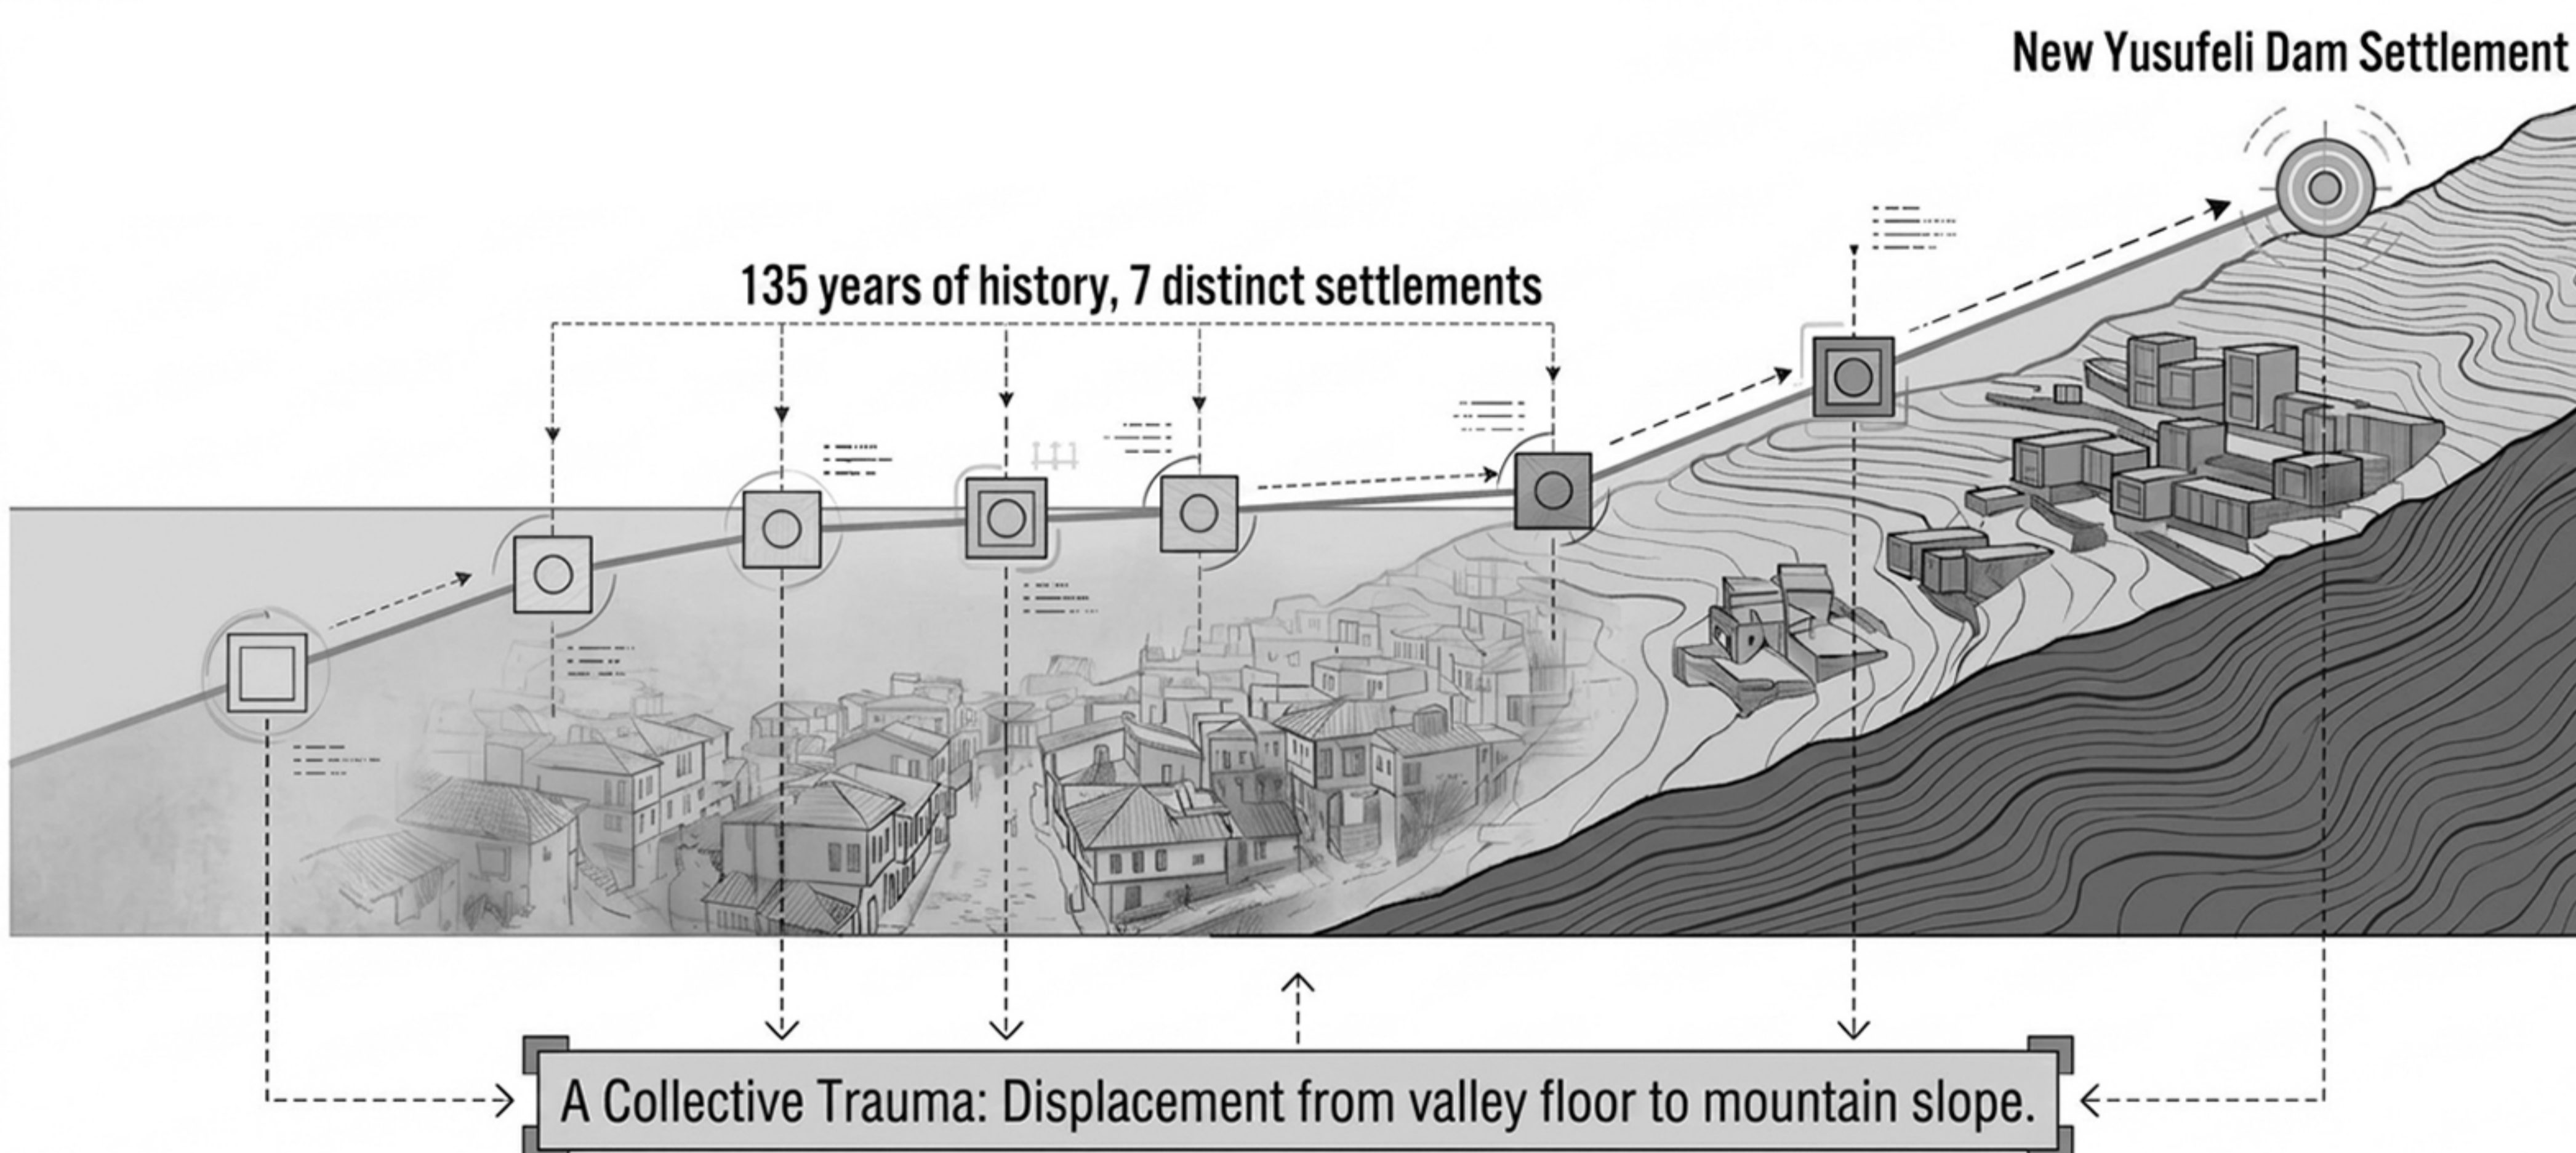 New Yusufeli Dam Settlement
135 years of history, 7 distinct settlements
A Collective Trauma: Displacement from valley floor to mountain slope.